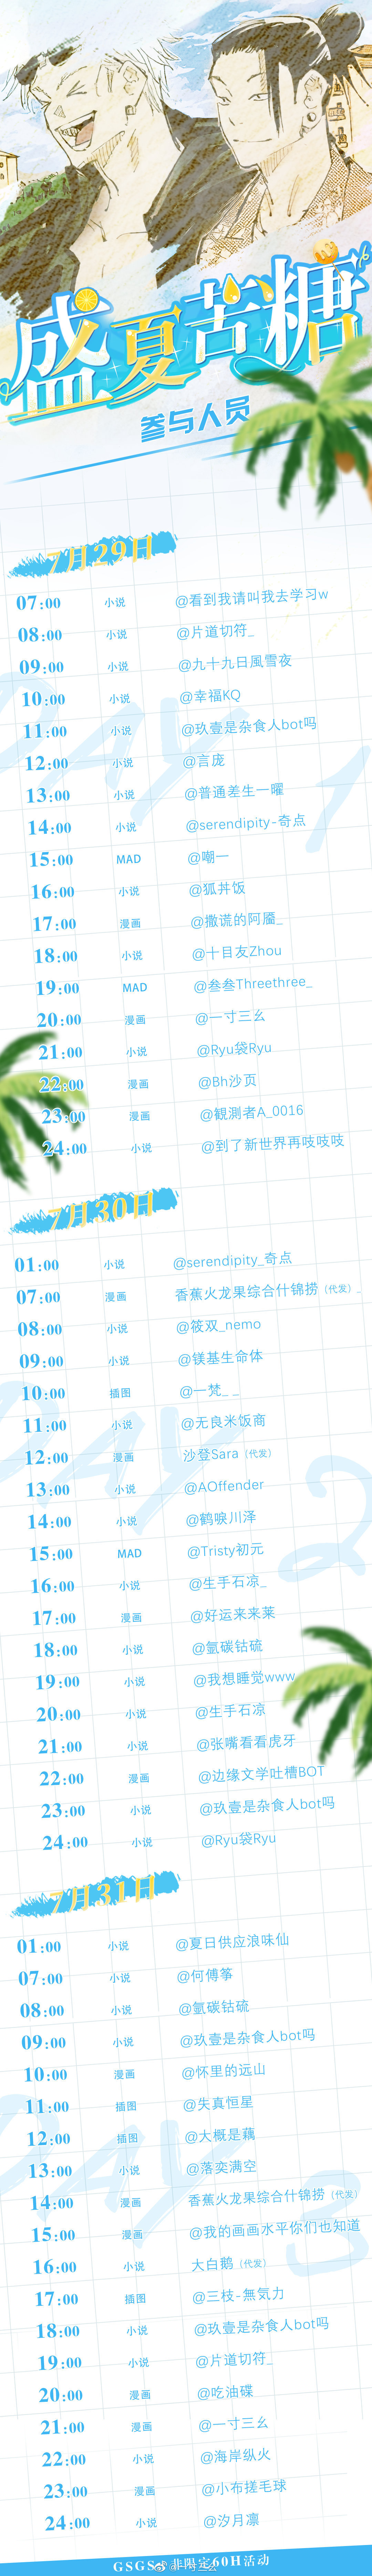 盛夏苦糖
参与人员
7月29日
07:00 小说 @看到我请叫我去学习w
08:00 小说 @片道切符_
09:00 小说 @九十九日風雪夜
10:00 小说 @幸福KQ
11:00 小说 @玖壹是杂食人bot吗
12:00 小说 @言庞
13:00 小说 @普通差生一曜
14:00 小说 @serendipity-奇点
15:00 MAD @嘲一
16:00 小说 @狐丼饭
17:00 漫画 @撒谎的阿靥_
18:00 小说 @十目友Zhou
19:00 MAD @叁叁Threethree_
20:00 漫画 @一寸三幺
21:00 小说 @Ryu袋Ryu
22:00 漫画 @Bh沙页
23:00 漫画 @観測者A_0016
24:00 小说 @到了新世界再吱吱吱
DAY 1
7月30日
01:00 小说 @serendipity_奇点
07:00 漫画 香蕉火龙果综合什锦捞（代发）_
08:00 小说 @筱双_nemo
09:00 小说 @镁基生命体
10:00 插图 @一梵_ _
11:00 小说 @无良米饭商
12:00 漫画 沙登Sara（代发）
13:00 小说 @AOffender
14:00 小说 @鹤唳川泽
15:00 MAD @Tristy初元
16:00 小说 @生手石凉_
17:00 漫画 @好运来来莱
18:00 小说 @氩碳钴硫
19:00 小说 @我想睡觉www
20:00 小说 @生手石凉
21:00 小说 @张嘴看看虎牙
22:00 漫画 @边缘文学吐槽BOT
23:00 小说 @玖壹是杂食人bot吗
24:00 小说 @Ryu袋Ryu
DAY 2
7月31日
01:00 小说 @夏日供应浪味仙
07:00 小说 @何傅筝
08:00 小说 @氩碳钴硫
09:00 小说 @玖壹是杂食人bot吗
10:00 漫画 @怀里的远山
11:00 插图 @失真恒星
12:00 插图 @大概是藕
13:00 小说 @落奕满空
14:00 漫画 香蕉火龙果综合什锦捞（代发）
15:00 漫画 @我的画画水平你们也知道
16:00 小说 大白鹅（代发）
17:00 插图 @三枝-無気力
18:00 小说 @玖壹是杂食人bot吗
19:00 小说 @片道切符_
20:00 漫画 @吃油碟
21:00 漫画 @一寸三幺
22:00 小说 @海岸纵火
23:00 漫画 @小布搓毛球
24:00 小说 @汐月凛
DAY 3
非限定60H活动